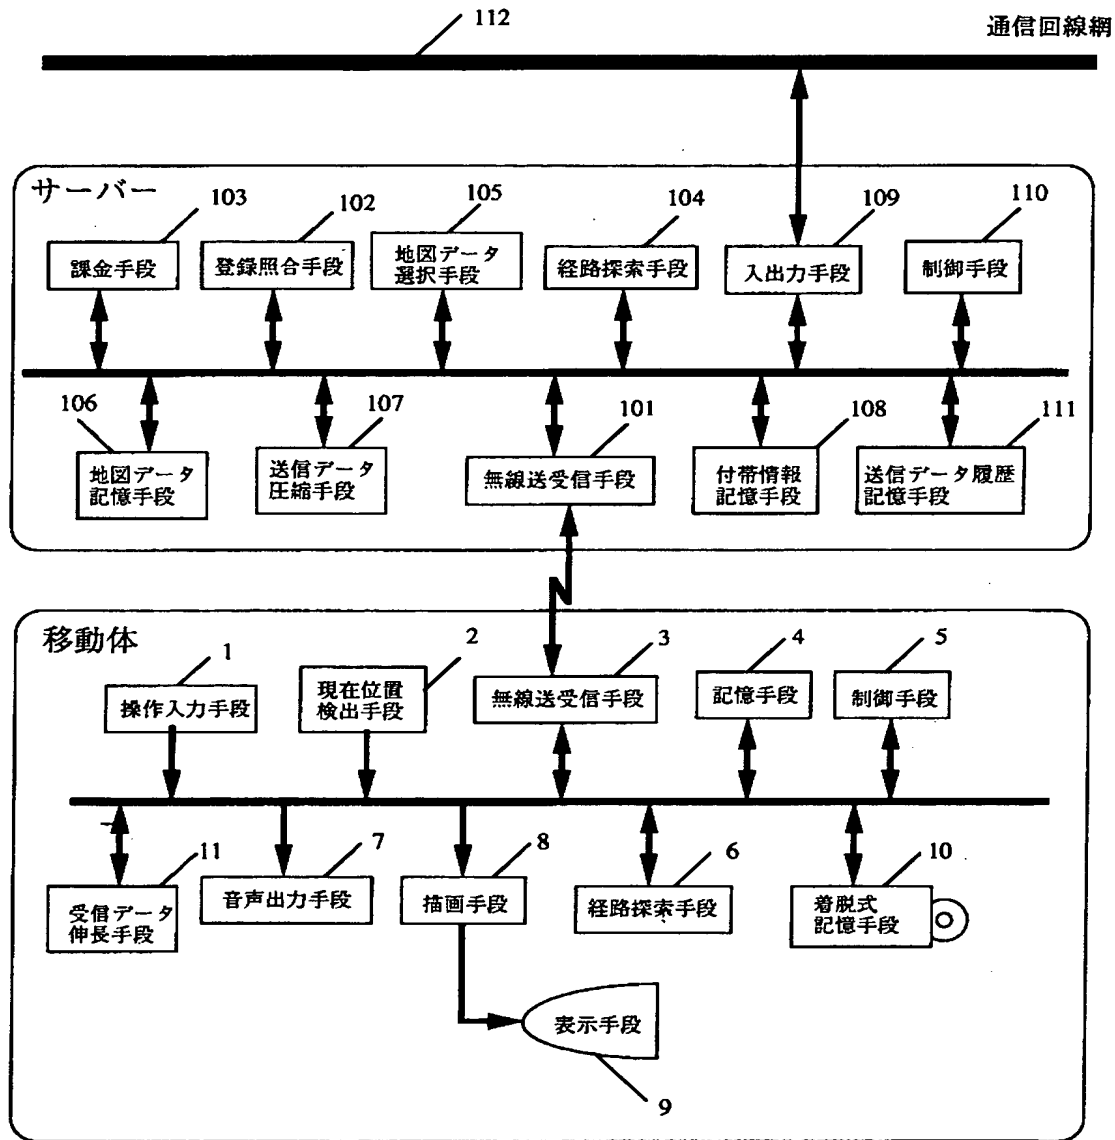 112
通信回線網
サーバー
103
102
105
104
109
110
課金手段
登録照合手段
地図データ
選択手段
経路探索手段
入出力手段
制御手段
106
107
101
108
111
地図データ
記憶手段
送信データ
圧縮手段
無線送受信手段
付帯情報
記憶手段
送信データ履歴
記憶手段
移動体
1
2
3
4
5
操作入力手段
現在位置
検出手段
無線送受信手段
記憶手段
制御手段
11
7
8
6
10
受信データ
伸長手段
音声出力手段
描画手段
経路探索手段
着脱式
記憶手段
表示手段
9